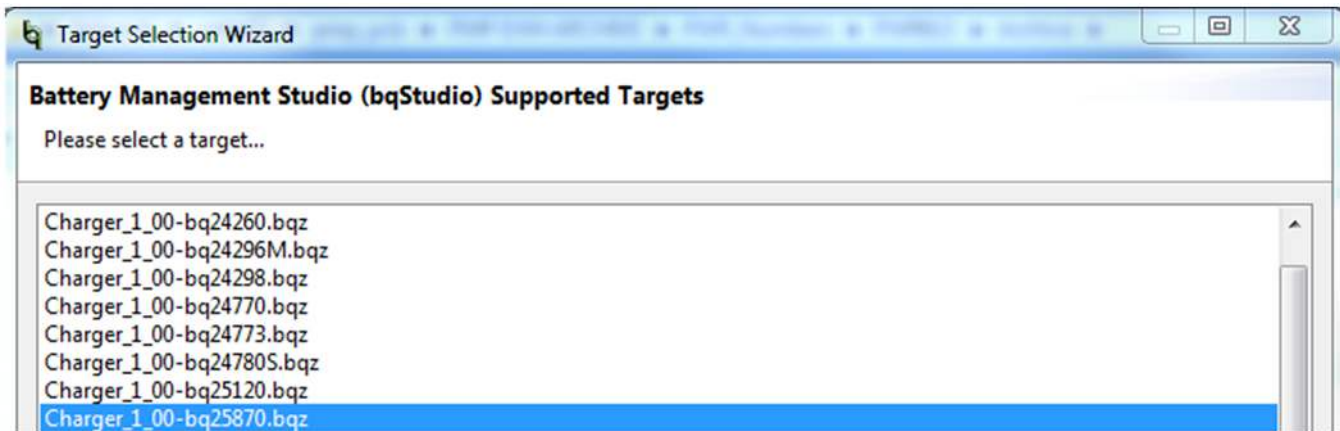 Target Selection Wizard
Battery Management Studio (bqStudio) Supported Targets
Please select a target...
Charger_1_00-bq24260.bqz
Charger_1_00-bq24296M.bqz
Charger_1_00-bq24298.bqz
Charger_1_00-bq24770.bqz
Charger_1_00-bq24773.bqz
Charger_1_00-bq24780S.bqz
Charger_1_00-bq25120.bqz
Charger_1_00-bq25870.bqz